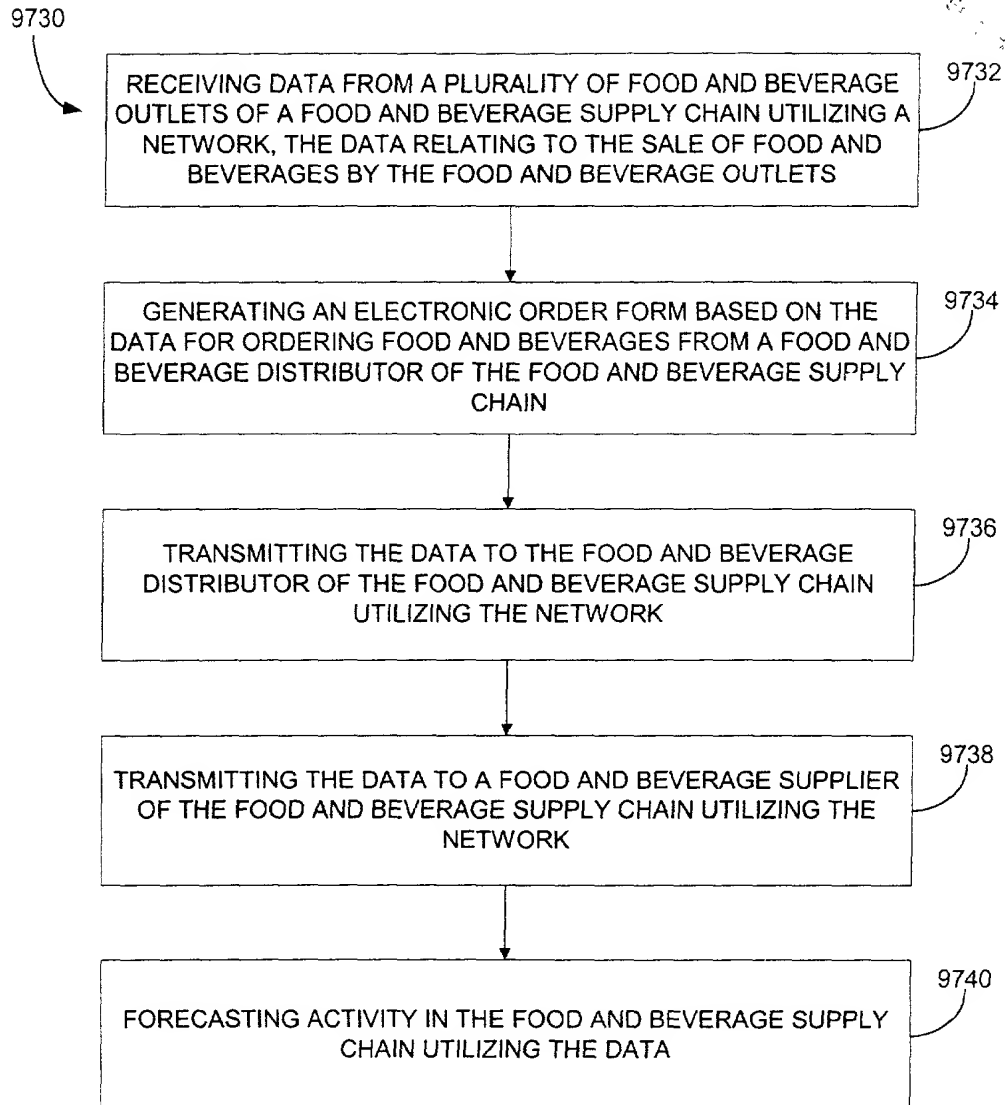 9730
RECEIVING DATA FROM A PLURALITY OF FOOD AND BEVERAGE
OUTLETS OF A FOOD AND BEVERAGE SUPPLY CHAIN UTILIZING A
NETWORK, THE DATA RELATING TO THE SALE OF FOOD AND
BEVERAGES BY THE FOOD AND BEVERAGE OUTLETS
9732
GENERATING AN ELECTRONIC ORDER FORM BASED ON THE
DATA FOR ORDERING FOOD AND BEVERAGES FROM A FOOD AND
BEVERAGE DISTRIBUTOR OF THE FOOD AND BEVERAGE SUPPLY
CHAIN
9734
TRANSMITTING THE DATA TO THE FOOD AND BEVERAGE
DISTRIBUTOR OF THE FOOD AND BEVERAGE SUPPLY CHAIN
UTILIZING THE NETWORK
9736
TRANSMITTING THE DATA TO A FOOD AND BEVERAGE SUPPLIER
OF THE FOOD AND BEVERAGE SUPPLY CHAIN UTILIZING THE
NETWORK
9738
FORECASTING ACTIVITY IN THE FOOD AND BEVERAGE SUPPLY
CHAIN UTILIZING THE DATA
9740